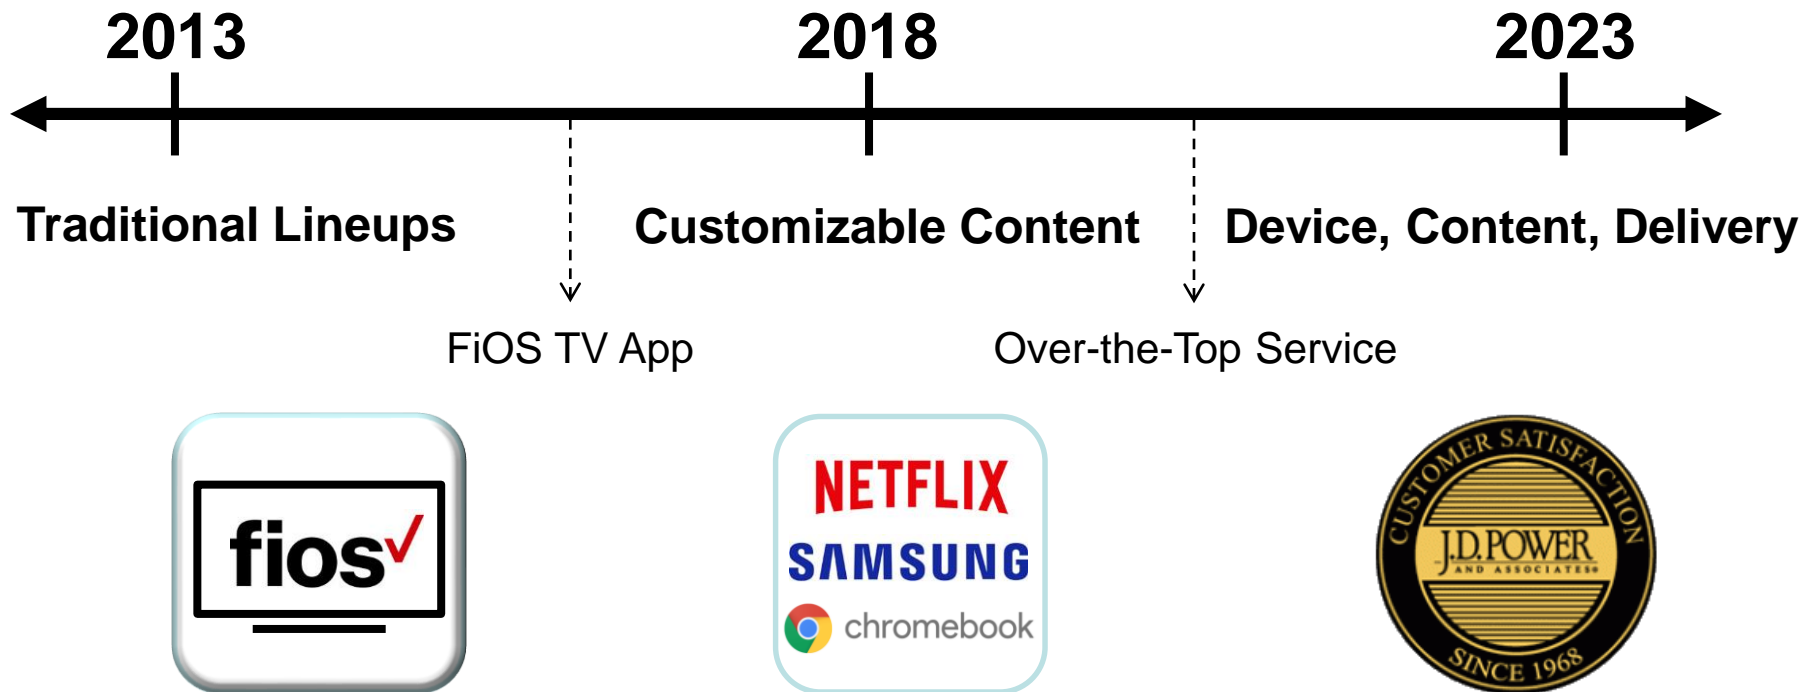 2013 2018 2023
Traditional Lineups Customizable Content Device, Content, Delivery
FiOS TV App Over-the-Top Service
fios
NETFLIX
SAMSUNG
chromebook
CUSTOMER SATISFACTION
J.D. POWER
AND ASSOCIATES®
SINCE 1968